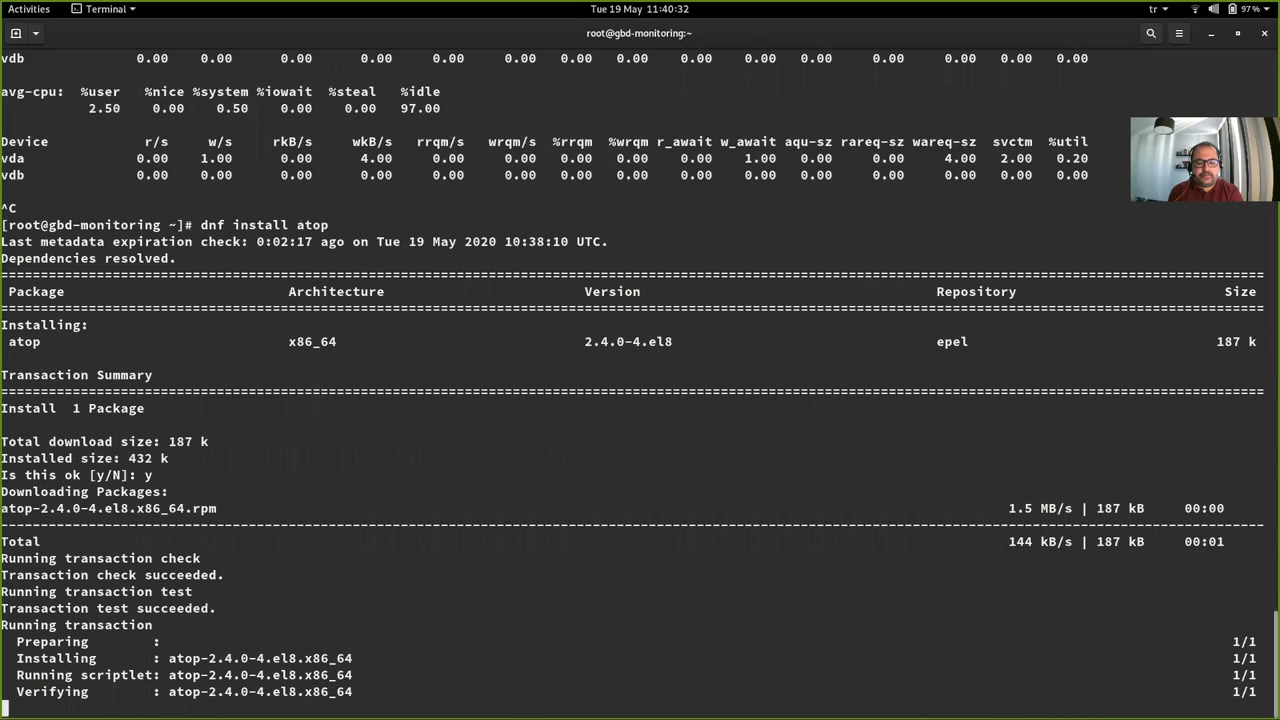 Activities Terminal Tue 19 May 11:40:32 tr 97%
root@gbd-monitoring:~
vdb 0.00 0.00 0.00 0.00 0.00 0.00 0.00 0.00 0.00 0.00 0.00 0.00 0.00 0.00 0.00
avg-cpu: %user %nice %system %iowait %steal %idle
2.50 0.00 0.50 0.00 0.00 97.00
Device r/s w/s rkB/s wkB/s rrqm/s wrqm/s %rrqm %wrqm r_await w_await aqu-sz rareq-sz wareq-sz svctm %util
vda 0.00 1.00 0.00 4.00 0.00 0.00 0.00 0.00 0.00 1.00 0.00 0.00 4.00 2.00 0.20
vdb 0.00 0.00 0.00 0.00 0.00 0.00 0.00 0.00 0.00 0.00 0.00 0.00 0.00 0.00 0.00
^C
[root@gbd-monitoring ~]# dnf install atop
Last metadata expiration check: 0:02:17 ago on Tue 19 May 2020 10:38:10 UTC.
Dependencies resolved.
================================================================================
Package Architecture Version Repository Size
================================================================================
Installing:
atop x86_64 2.4.0-4.el8 epel 187 k
Transaction Summary
================================================================================
Install 1 Package
Total download size: 187 k
Installed size: 432 k
Is this ok [y/N]: y
Downloading Packages:
atop-2.4.0-4.el8.x86_64.rpm 1.5 MB/s | 187 kB 00:00
--------------------------------------------------------------------------------
Total 144 kB/s | 187 kB 00:01
Running transaction check
Transaction check succeeded.
Running transaction test
Transaction test succeeded.
Running transaction
Preparing : 1/1
Installing : atop-2.4.0-4.el8.x86_64 1/1
Running scriptlet: atop-2.4.0-4.el8.x86_64 1/1
Verifying : atop-2.4.0-4.el8.x86_64 1/1